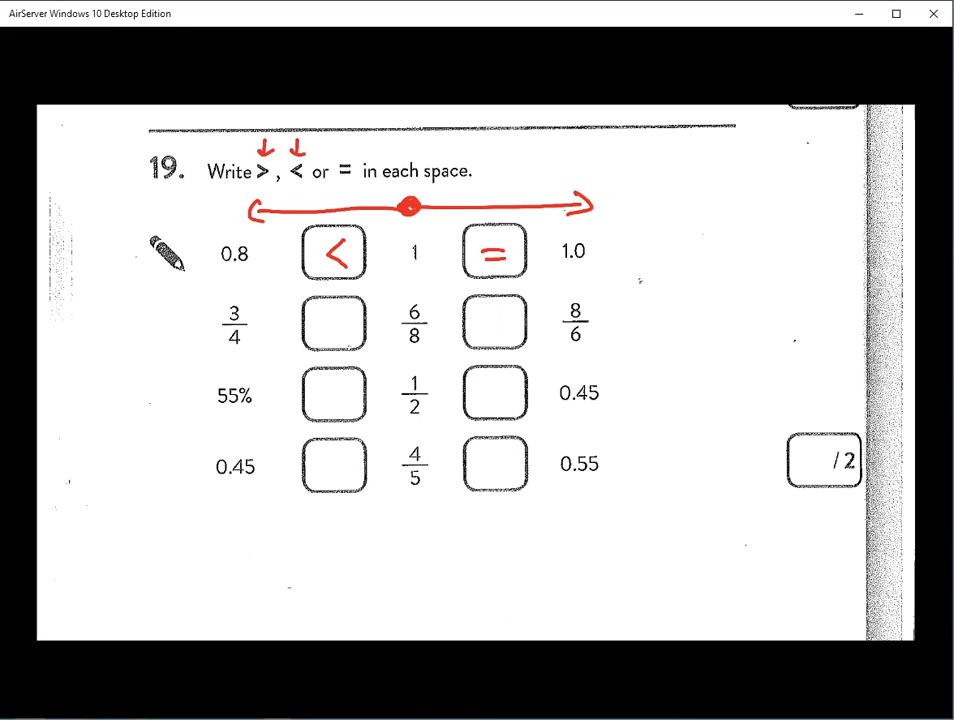 AirServer Windows 10 Desktop Edition
19. Write > , < or = in each space.
0.8 < 1 = 1.0
3/4 6/8 8/6
55% 1/2 0.45
0.45 4/5 0.55
/2